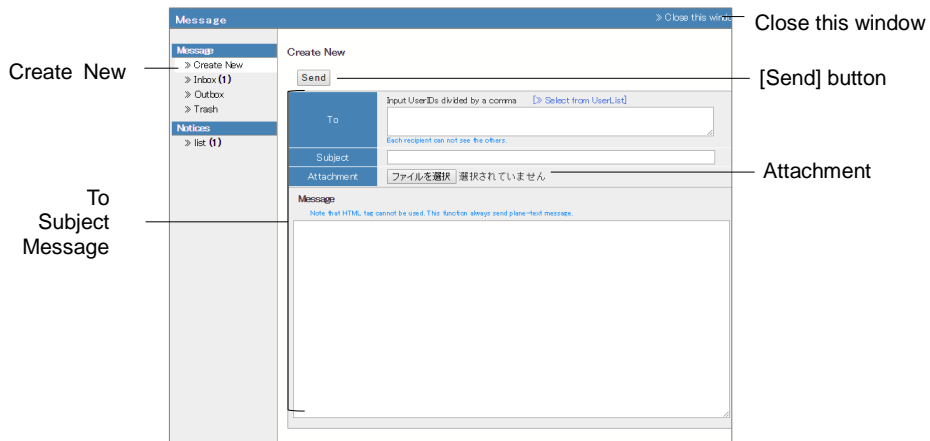 Message
≫ Close this windo
Close this window
Message
Create New
≫ Create New
Create New
≫ Inbox (1)
Send
[Send] button
≫ Outbox
≫ Trash
Input UserIDs divided by a comma [≫ Select from UserList]
To
Notices
≫ list (1)
Each recipient can not see the others.
Subject
Attachment
ファイルを選択 選択されていません
Attachment
To
Subject
Message
Message
Note that HTML tag cannot be used. This function always send plane-text message.